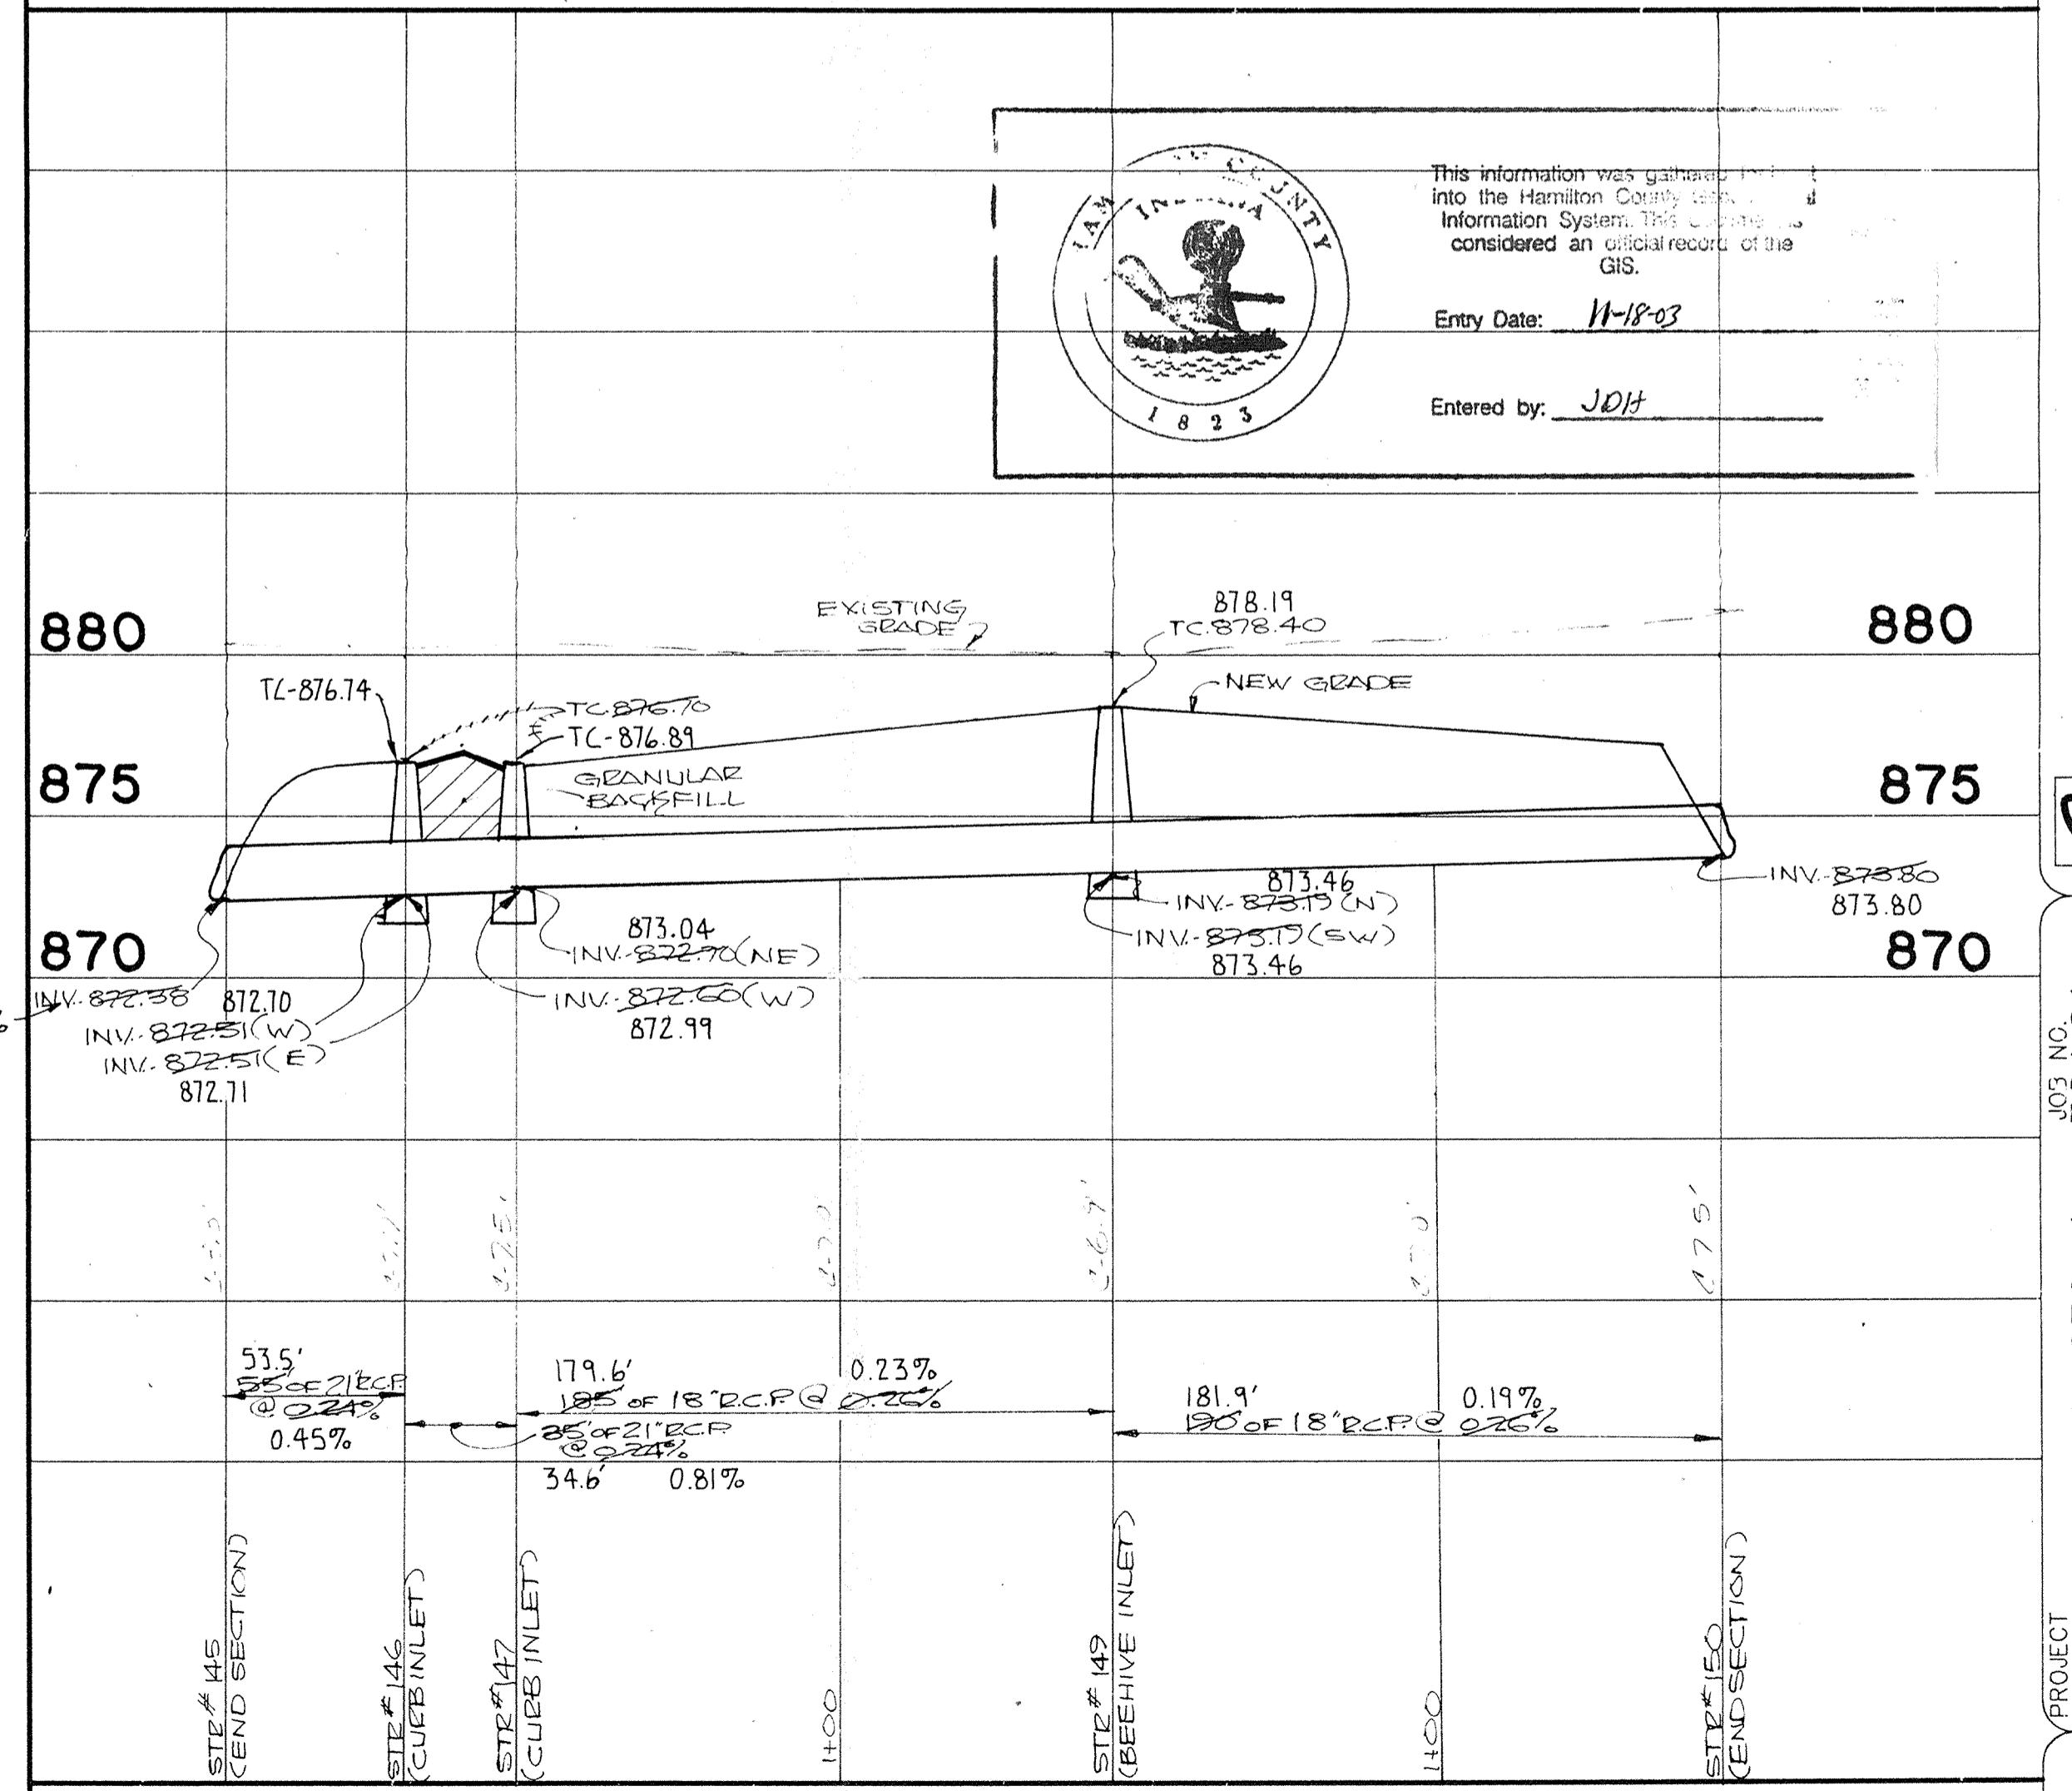 COUNTY
1823
This information was gathered
into the Hamilton County
Information System. This
considered an official record of the
GIS.
Entry Date: 11-18-03
Entered by: JDH
EXISTING
GRADE
878.19
TC.878.40
880
880
TC-876.74
NEW GRADE
TC-876.70
TC-876.89
GRANULAR
BACKFILL
875
875
873.46
INV.-873.19(N)
INV.-873.19(SW)
873.46
INV.-873.80
873.80
873.04
INV.-872.70(NE)
INV.-872.60(W)
872.99
870
870
INV.-872.38
872.70
INV.-872.51(W)
INV.-872.51(E)
872.71
JOB NO.
53.5'
55' OF 21" R.C.P.
@ 0.24%
0.45%
179.6' 0.23%
185' OF 18" R.C.P. @ 0.26%
35' OF 21" R.C.P.
@ 0.24%
34.6' 0.81%
181.9' 0.19%
190' OF 18" R.C.P. @ 0.26%
STR# 145
(END SECTION)
STR# 146
(CURB INLET)
STR# 147
(CURB INLET)
1+00
STR# 149
(BEEHIVE INLET)
1+00
STR# 150
(END SECTION)
PROJECT